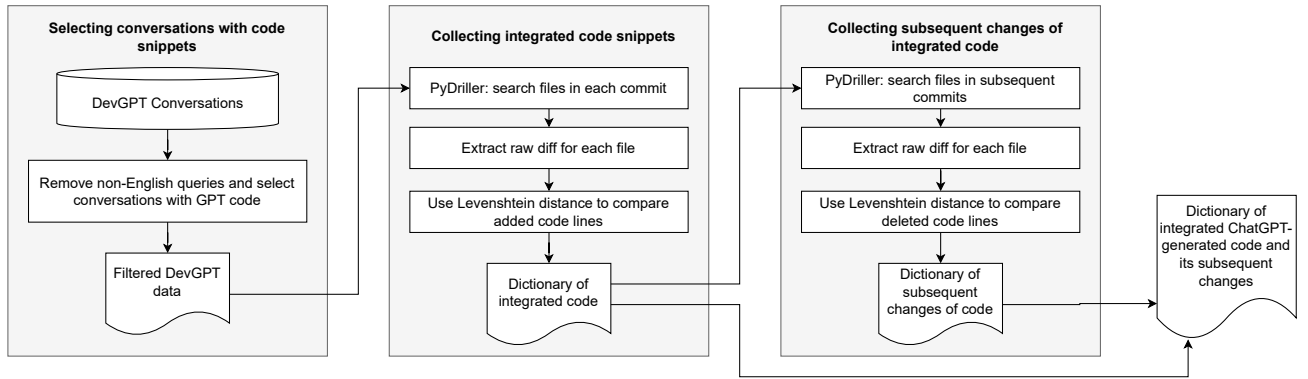 Selecting conversations with code
snippets
DevGPT Conversations
Remove non-English queries and select
conversations with GPT code
Filtered DevGPT
data
Collecting integrated code snippets
PyDriller: search files in each commit
Extract raw diff for each file
Use Levenshtein distance to compare
added code lines
Dictionary of
integrated code
Collecting subsequent changes of
integrated code
PyDriller: search files in subsequent
commits
Extract raw diff for each file
Use Levenshtein distance to compare
deleted code lines
Dictionary of
subsequent
changes of code
Dictionary of
integrated ChatGPT-
generated code and
its subsequent
changes